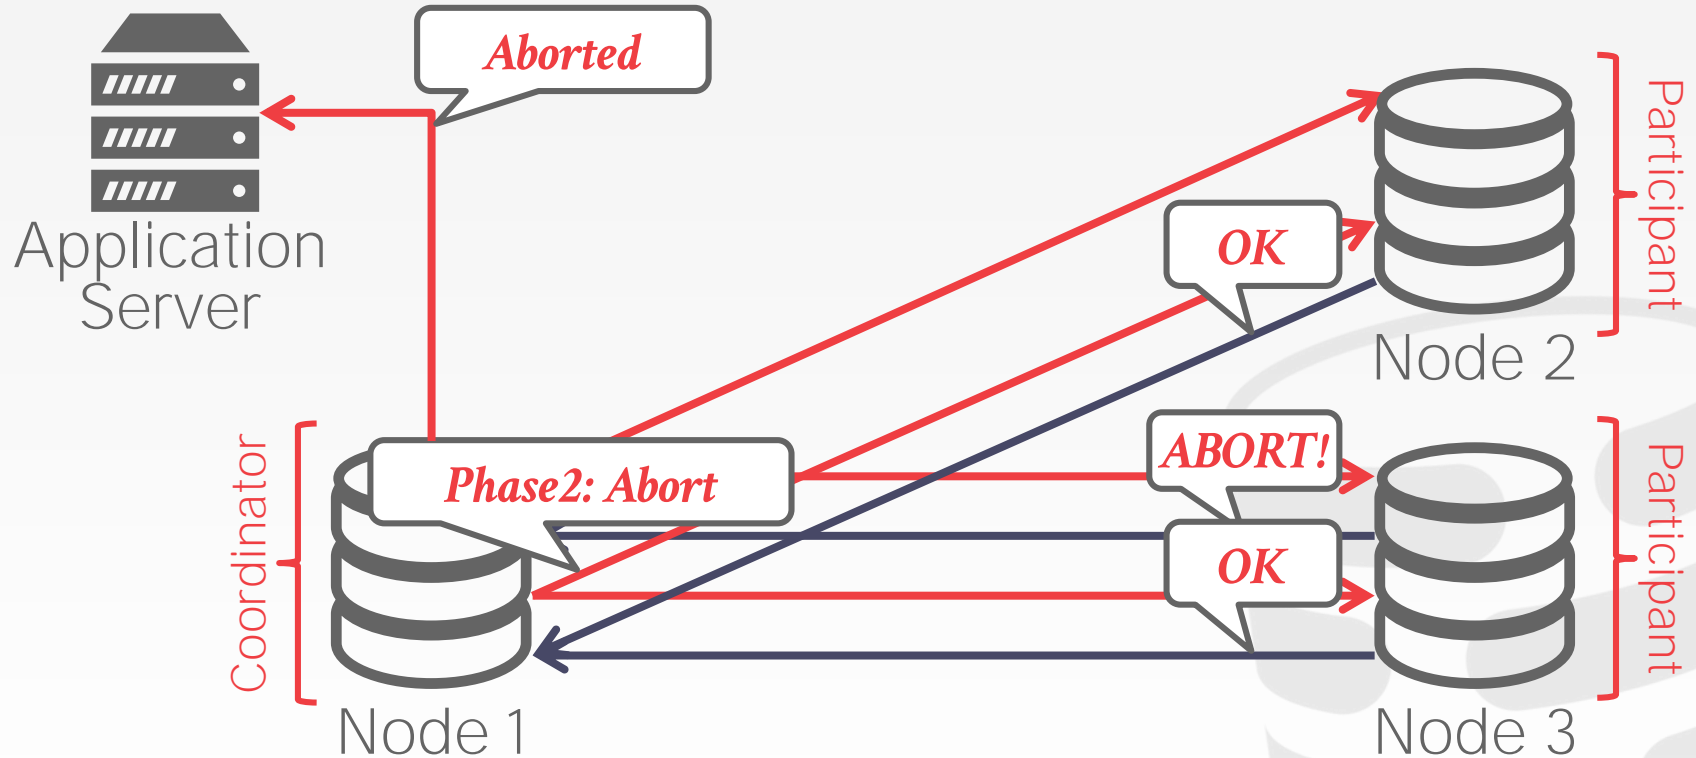 Aborted
Application
Server
Participant
OK
Node 2
Coordinator
Phase2: Abort
ABORT!
OK
Participant
Node 1
Node 3